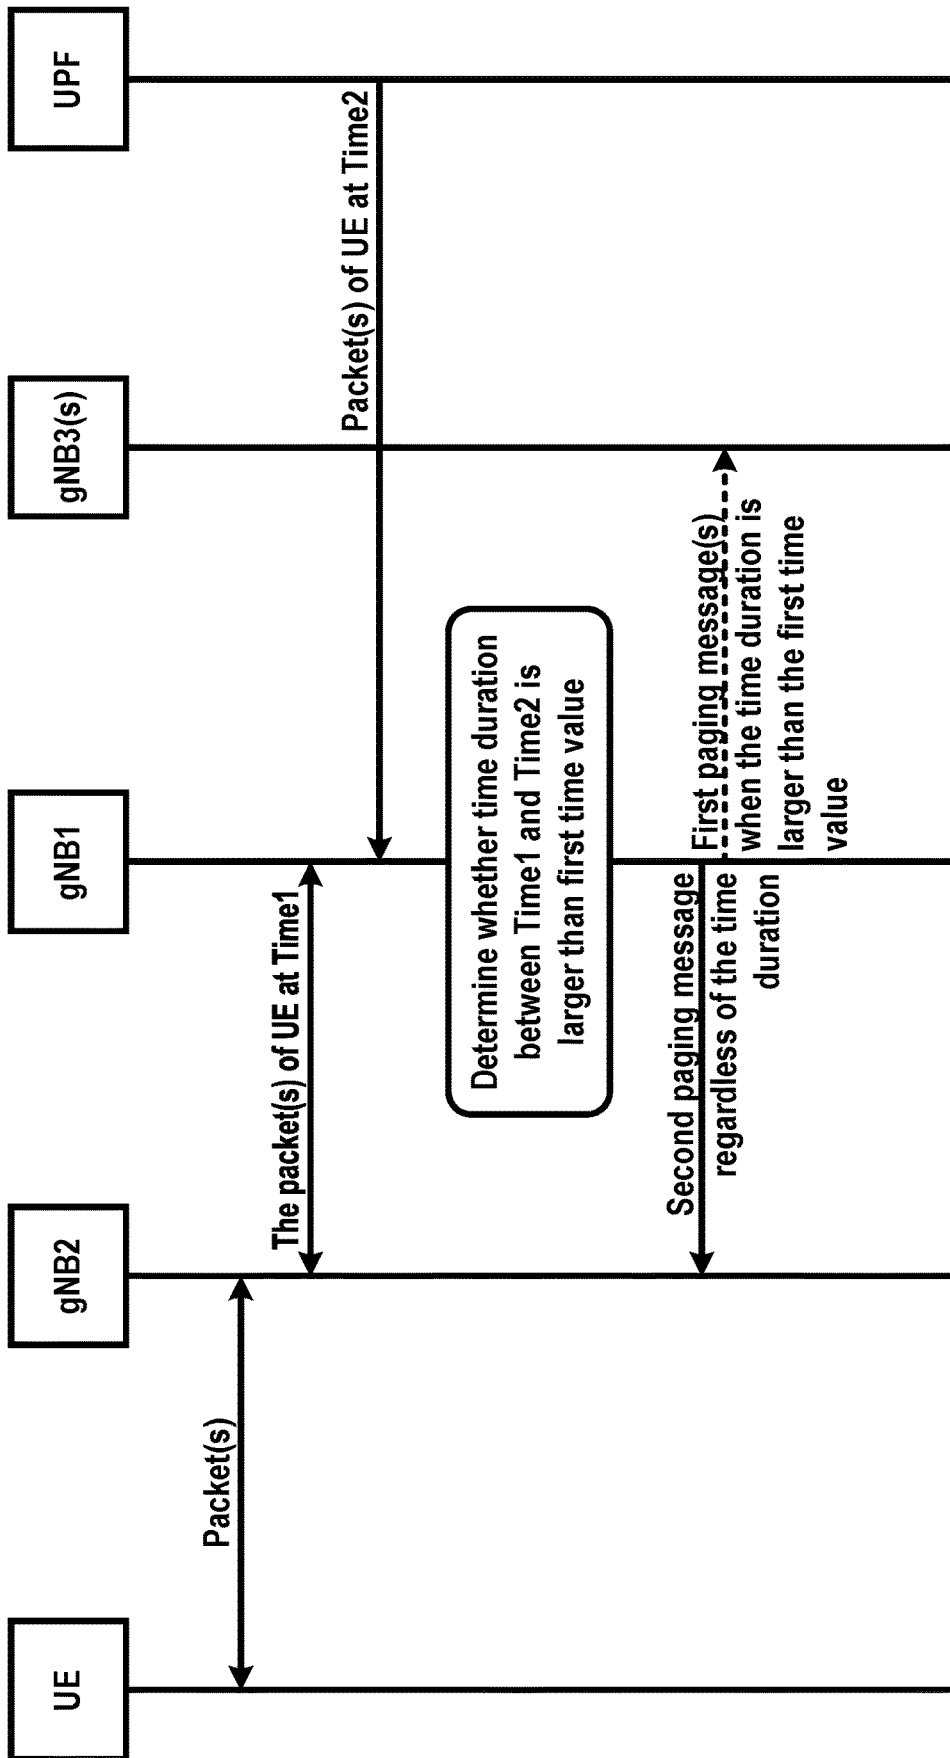 UE
gNB2
gNB1
gNB3(s)
UPF
Packet(s)
The packet(s) of UE at Time1
Packet(s) of UE at Time2
Determine whether time duration
between Time1 and Time2 is
larger than first time value
Second paging message
regardless of the time
duration
First paging message(s)
when the time duration is
larger than the first time
value